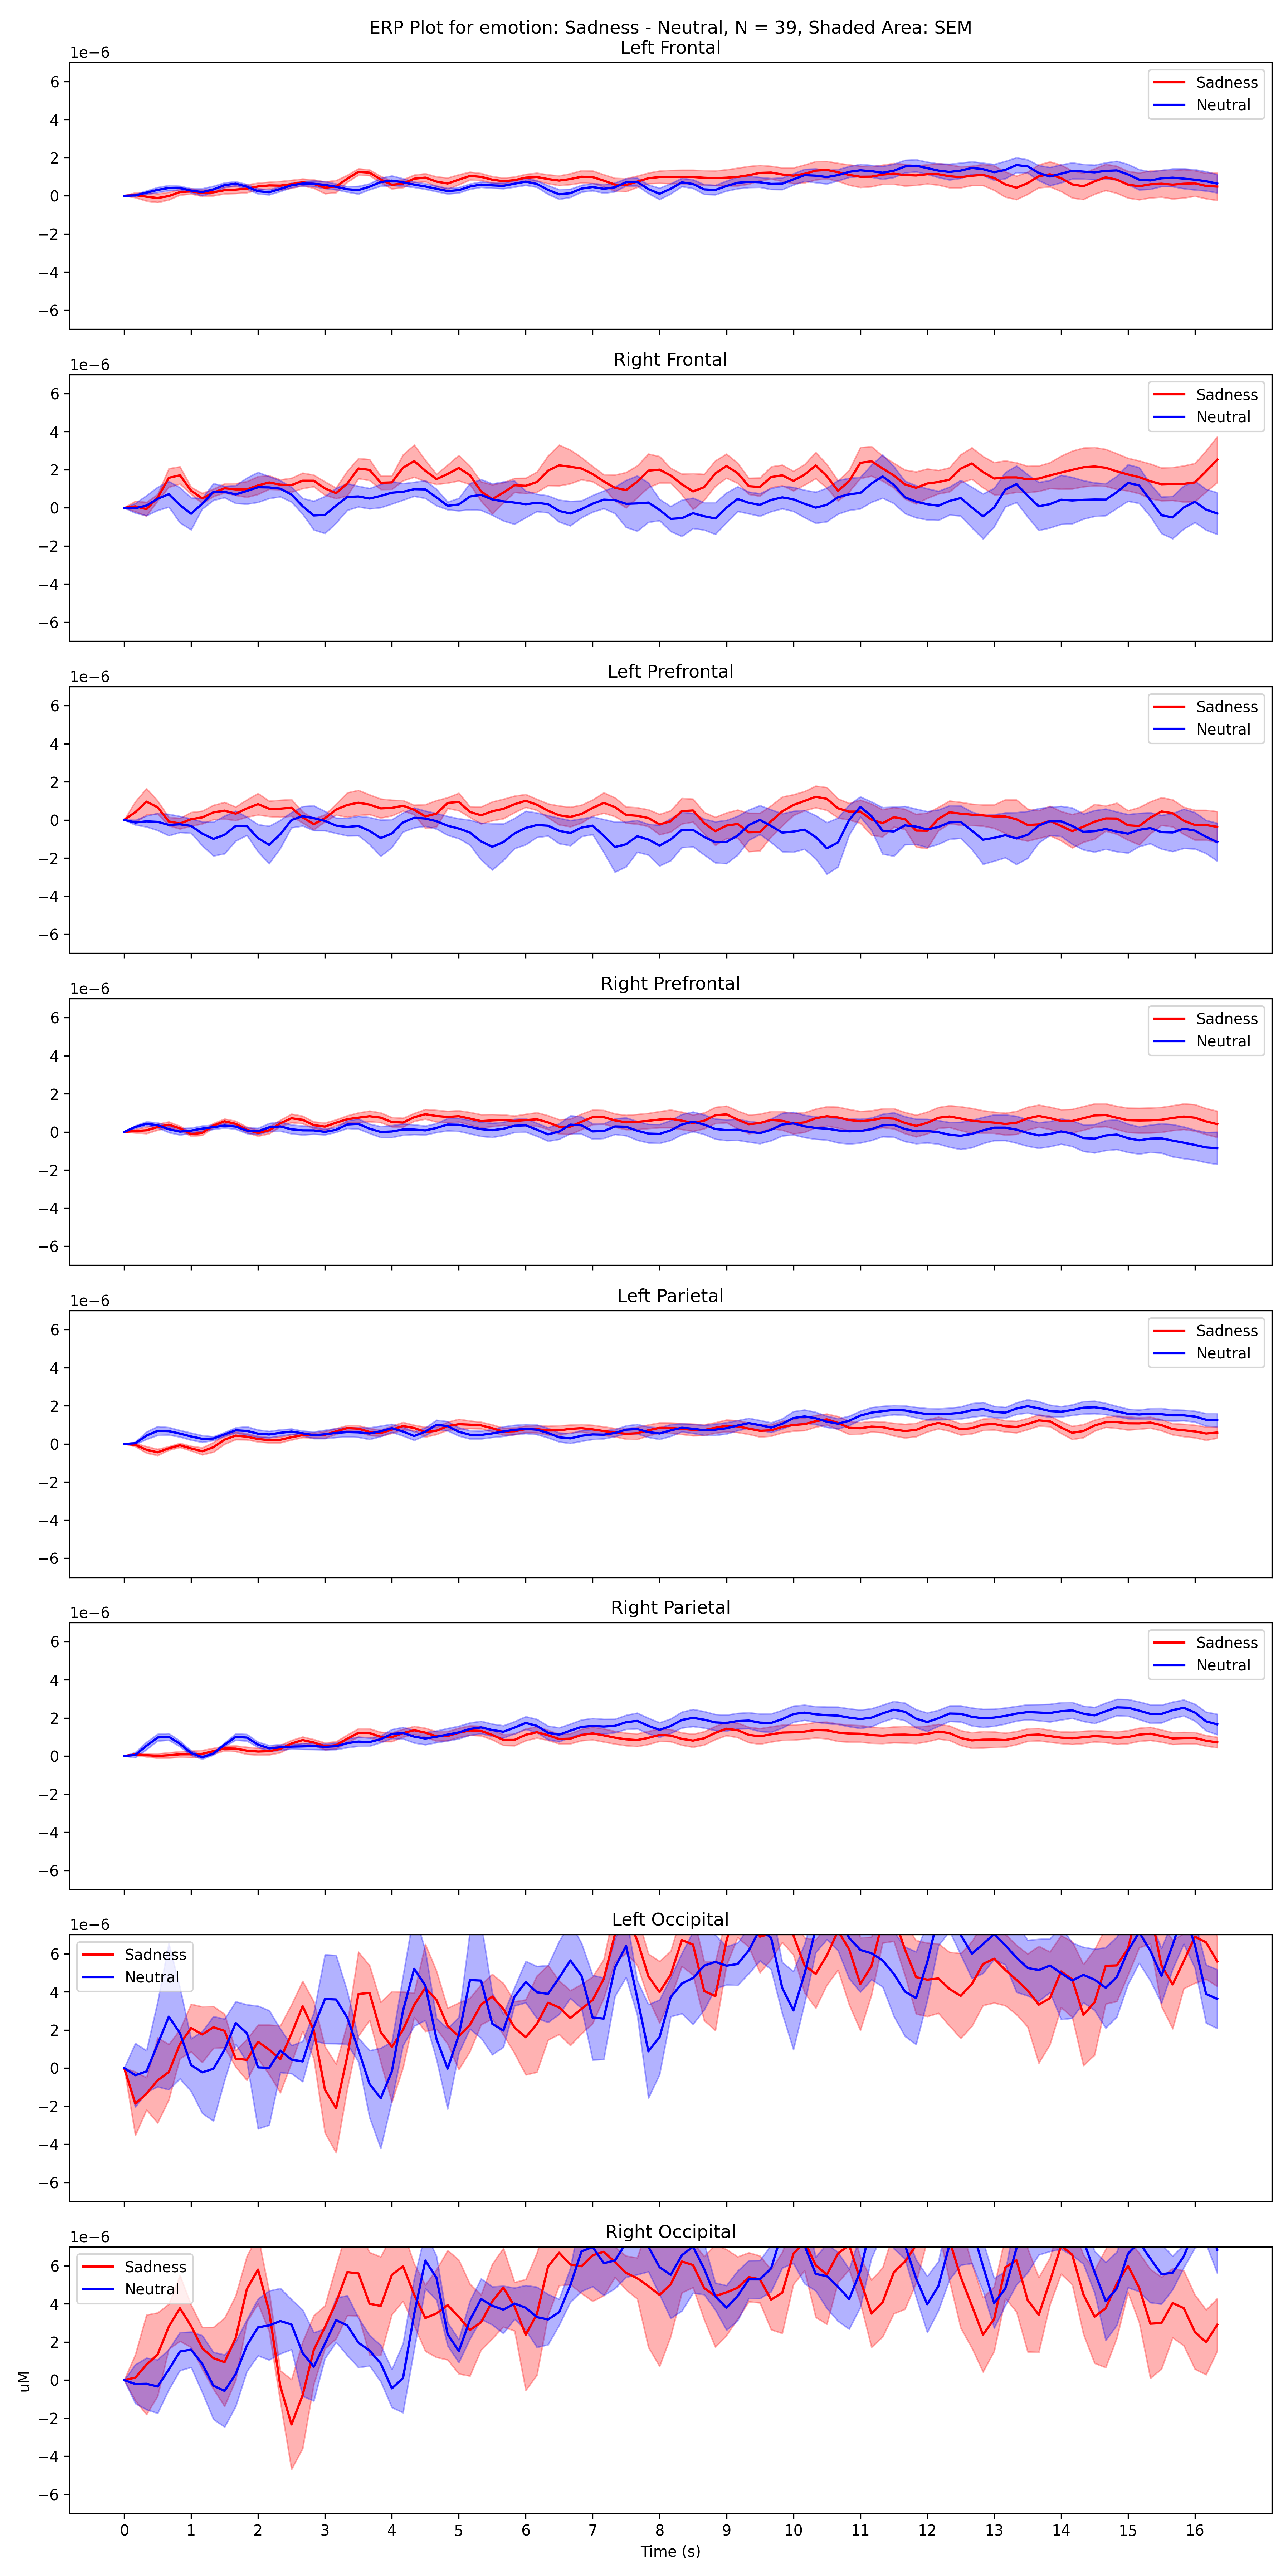 ERP Plot for emotion: Sadness - Neutral, N = 39, Shaded Area: SEM
Left Frontal
1e−6
Sadness
Neutral
6
4
2
0
−2
−4
−6
Right Frontal
1e−6
Sadness
Neutral
6
4
2
0
−2
−4
−6
Left Prefrontal
1e−6
Sadness
Neutral
6
4
2
0
−2
−4
−6
Right Prefrontal
1e−6
Sadness
Neutral
6
4
2
0
−2
−4
−6
Left Parietal
1e−6
Sadness
Neutral
6
4
2
0
−2
−4
−6
Right Parietal
1e−6
Sadness
Neutral
6
4
2
0
−2
−4
−6
Left Occipital
1e−6
Sadness
Neutral
6
4
2
0
−2
−4
−6
Right Occipital
1e−6
Sadness
Neutral
6
4
2
0
−2
−4
−6
uM
0 1 2 3 4 5 6 7 8 9 10 11 12 13 14 15 16
Time (s)